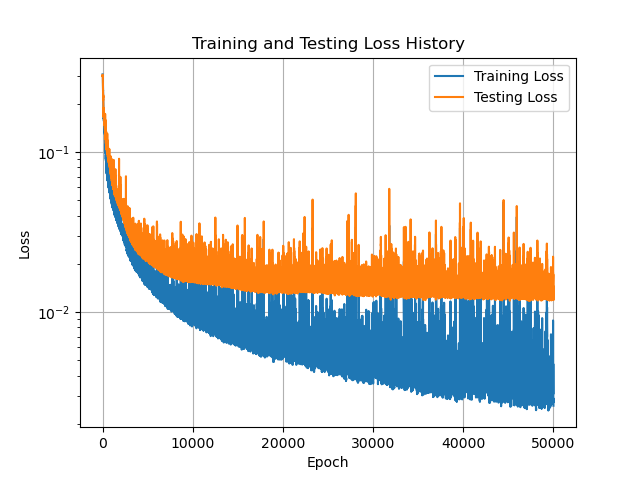 Training and Testing Loss History
Training Loss
Testing Loss
10⁻¹
10⁻²
Loss
0 10000 20000 30000 40000 50000
Epoch